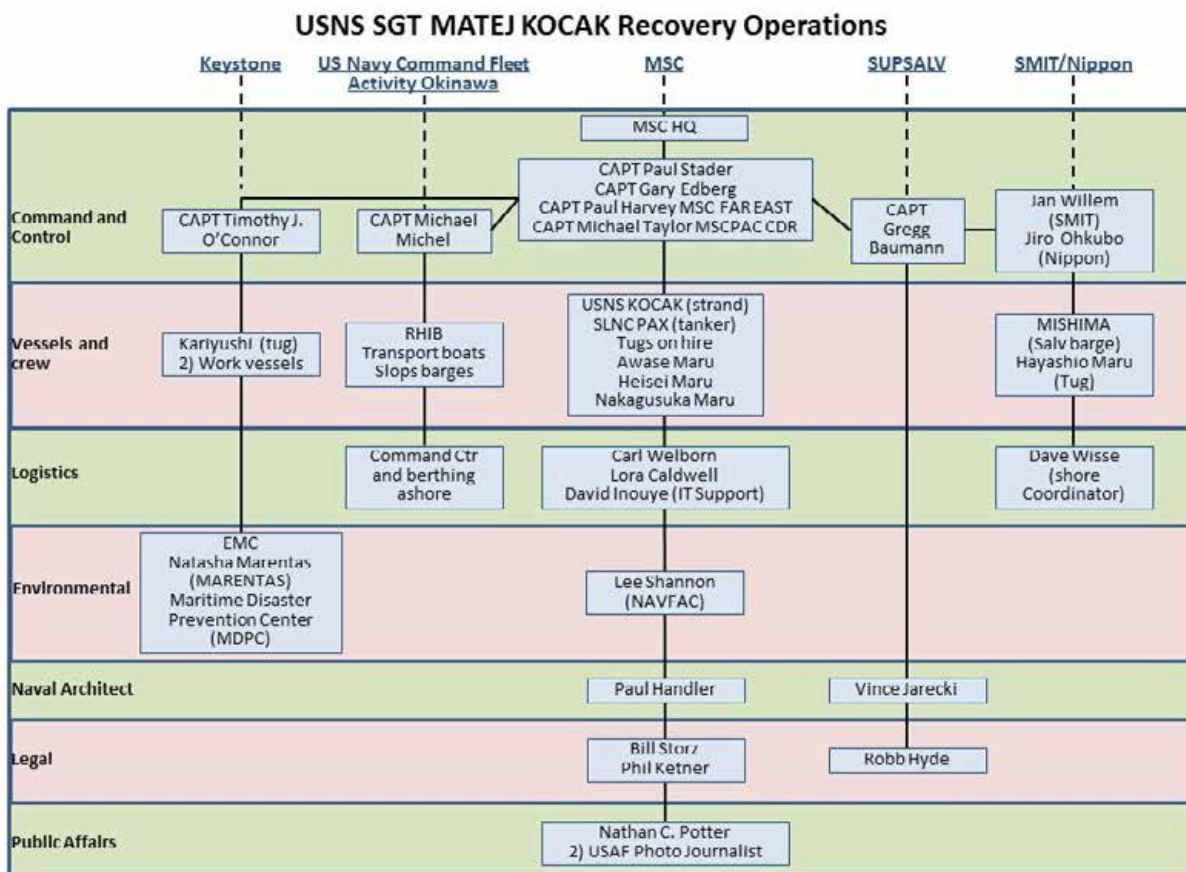 USNS SGT MATEJ KOCAK Recovery Operations
Keystone
US Navy Command Fleet
Activity Okinawa
MSC
SUPSALV
SMIT/Nippon
Command and
Control
MSC HQ
CAPT Timothy J.
O'Connor
CAPT Michael
Michel
CAPT Paul Stader
CAPT Gary Edberg
CAPT Paul Harvey MSC FAR EAST
CAPT Michael Taylor MSCPAC CDR
CAPT
Gregg
Baumann
Jan Willem
(SMIT)
Jiro Ohkubo
(Nippon)
Vessels and
crew
Kariyushi (tug)
2) Work vessels
RHIB
Transport boats
Slops barges
USNS KOCAK (strand)
SLNC PAX (tanker)
Tugs on hire
Awase Maru
Heisei Maru
Nakagusuka Maru
MISHIMA
(Salv barge)
Hayashio Maru
(Tug)
Logistics
Command Ctr
and berthing
ashore
Carl Welborn
Lora Caldwell
David Inouye (IT Support)
Dave Wisse
(shore
Coordinator)
Environmental
EMC
Natasha Marentas
(MARENTAS)
Maritime Disaster
Prevention Center
(MDPC)
Lee Shannon
(NAVFAC)
Naval Architect
Paul Handler
Vince Jarecki
Legal
Bill Storz
Phil Ketner
Robb Hyde
Public Affairs
Nathan C. Potter
2) USAF Photo Journalist